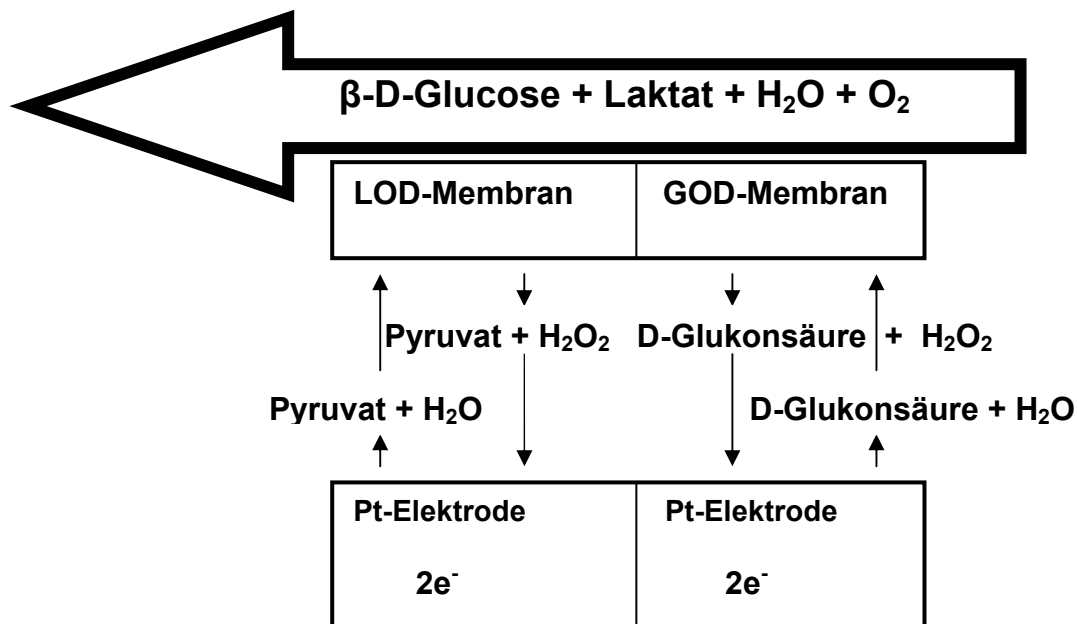 β-D-Glucose + Laktat + H₂O + O₂
LOD-Membran GOD-Membran
Pyruvat + H₂O₂ D-Glukonsäure + H₂O₂
Pyruvat + H₂O D-Glukonsäure + H₂O
Pt-Elektrode Pt-Elektrode
2e⁻ 2e⁻